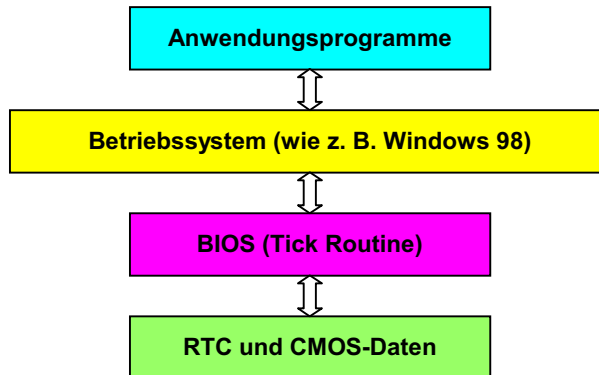 Anwendungsprogramme
Betriebssystem (wie z. B. Windows 98)
BIOS (Tick Routine)
RTC und CMOS-Daten